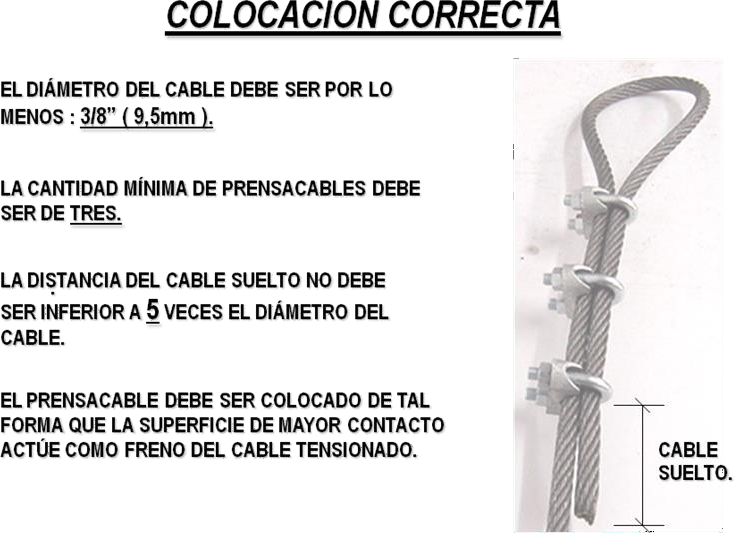 COLOCACION CORRECTA
EL DIÁMETRO DEL CABLE DEBE SER POR LO
MENOS : 3/8” ( 9,5mm ).
LA CANTIDAD MÍNIMA DE PRENSACABLES DEBE
SER DE TRES.
LA DISTANCIA DEL CABLE SUELTO NO DEBE
SER INFERIOR A 5 VECES EL DIÁMETRO DEL
CABLE.
EL PRENSACABLE DEBE SER COLOCADO DE TAL
FORMA QUE LA SUPERFICIE DE MAYOR CONTACTO
ACTÚE COMO FRENO DEL CABLE TENSIONADO.
CABLE
SUELTO.